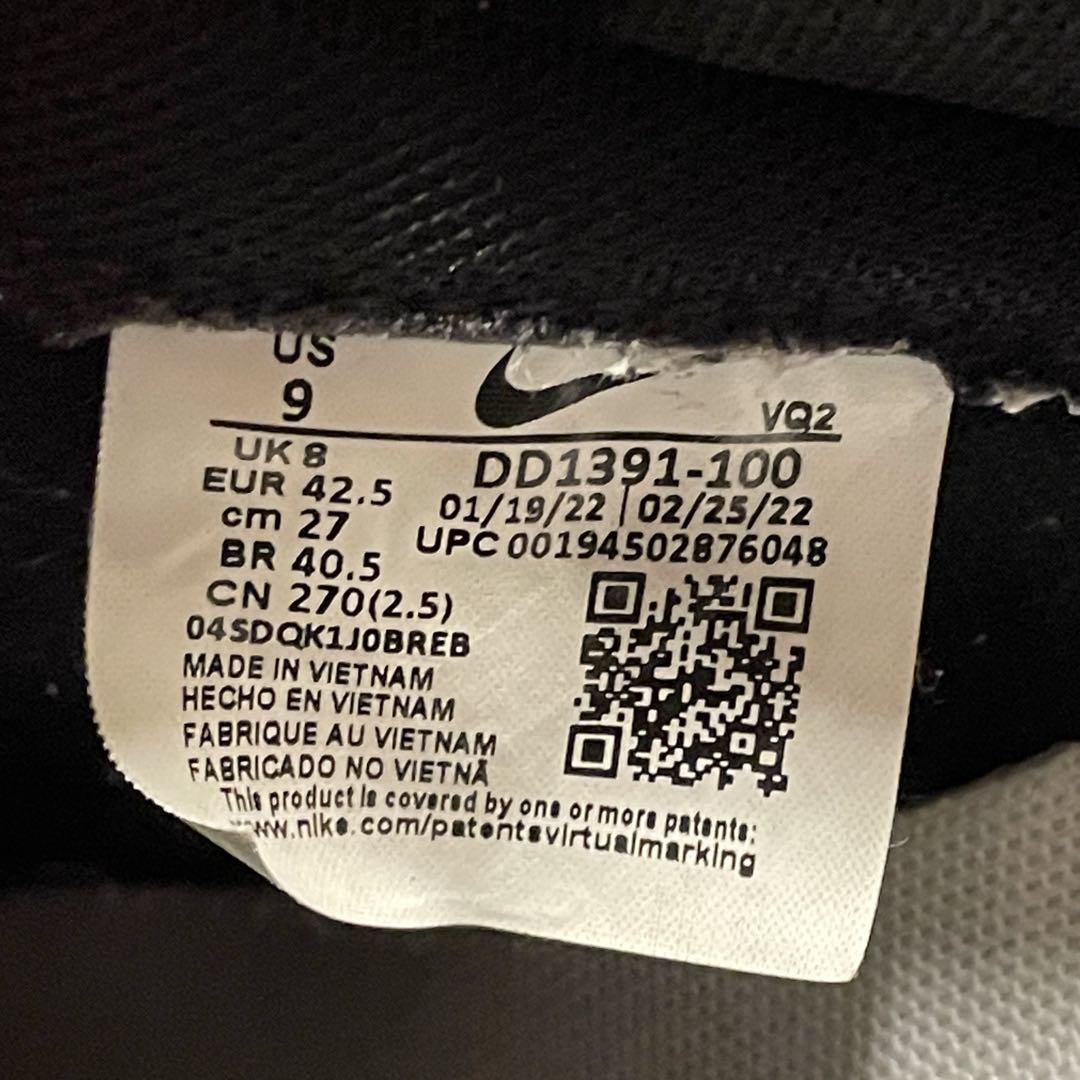 US
9
VQ2
UK 8
EUR 42.5
cm 27
BR 40.5
CN 270(2.5)
DD1391-100
01/19/22 | 02/25/22
UPC 00194502876048
04SDQK1J0BREB
MADE IN VIETNAM
HECHO EN VIETNAM
FABRIQUE AU VIETNAM
FABRICADO NO VIETNÃ
This product is covered by one or more patents:
www.nike.com/patentsvirtualmarking